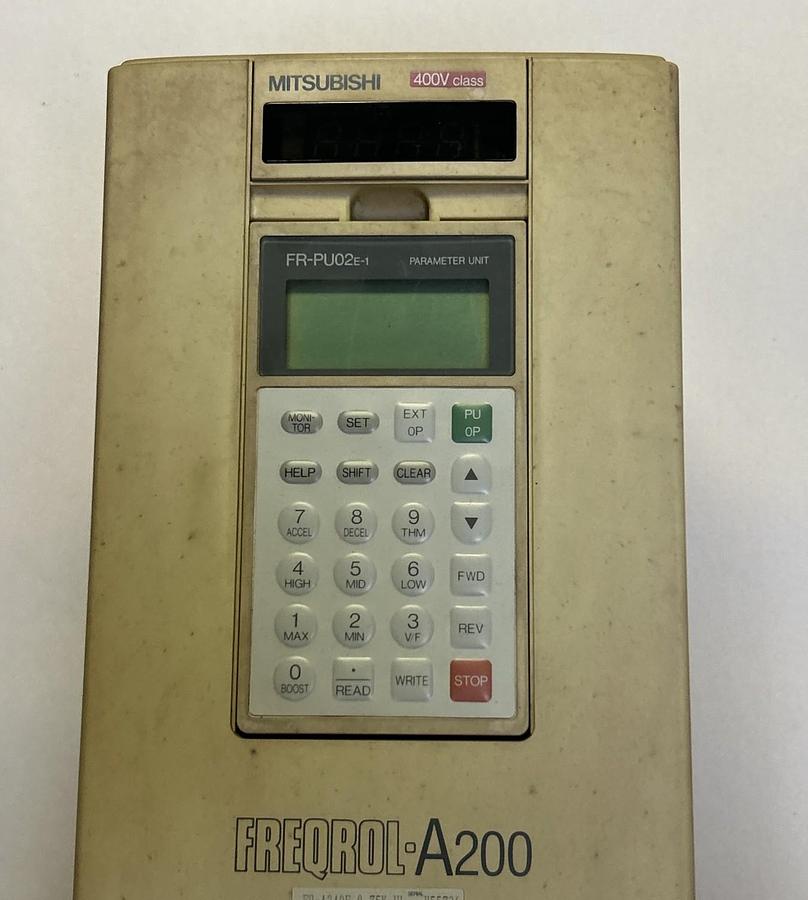 MITSUBISHI 400V class
FR-PU02E-1 PARAMETER UNIT
MONI-TOR SET EXT OP PU OP
HELP SHIFT CLEAR ▲
7 ACCEL 8 DECEL 9 THM ▼
4 HIGH 5 MID 6 LOW FWD
1 MAX 2 MIN 3 V/F REV
0 BOOST · READ WRITE STOP
FREQROL-A200
SERIAL